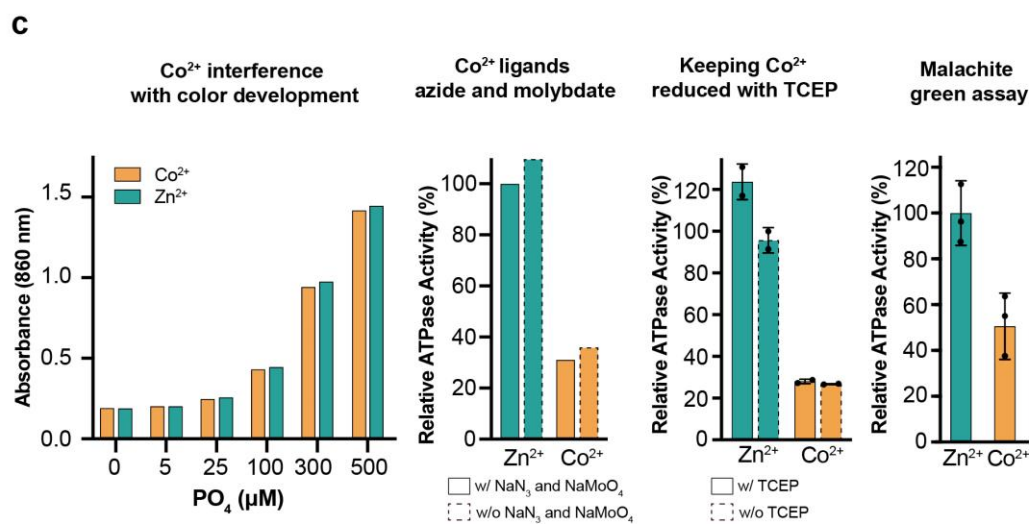 c
Co²⁺ interference
with color development
Co²⁺
Zn²⁺
Absorbance (860 nm)
1.5
1.0
0.5
0.0
0 5 25 100 300 500
PO₄ (µM)
Co²⁺ ligands
azide and molybdate
Relative ATPase Activity (%)
100
80
60
40
20
0
Zn²⁺ Co²⁺
w/ NaN₃ and NaMoO₄
w/o NaN₃ and NaMoO₄
Keeping Co²⁺
reduced with TCEP
Relative ATPase Activity (%)
120
100
80
60
40
20
0
Zn²⁺ Co²⁺
w/ TCEP
w/o TCEP
Malachite
green assay
Relative ATPase Activity (%)
120
100
80
60
40
20
0
Zn²⁺ Co²⁺